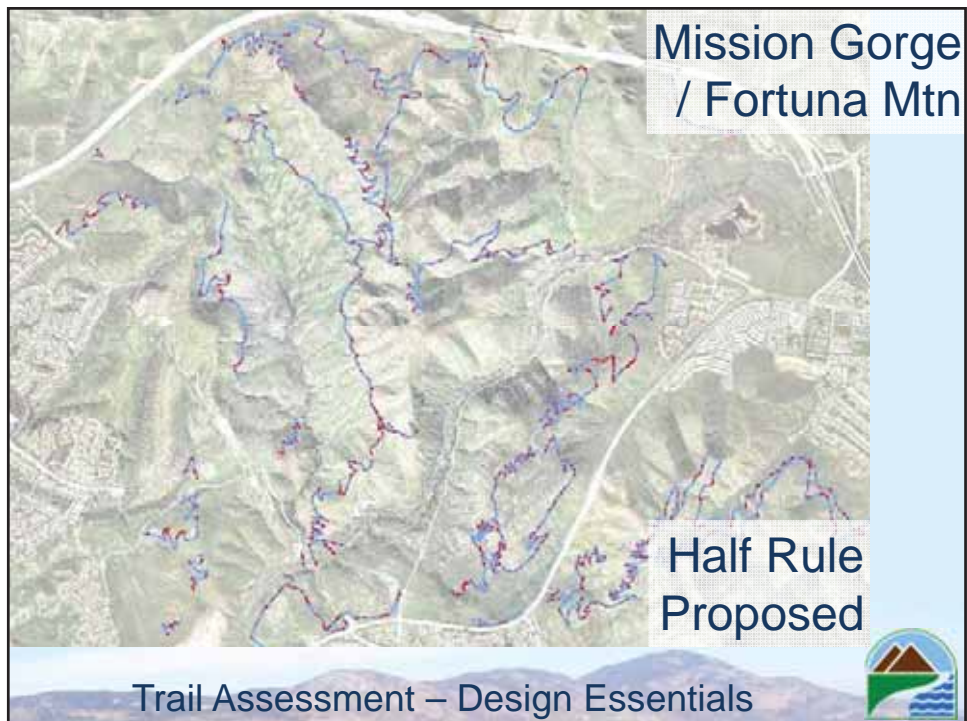 Mission Gorge
/ Fortuna Mtn
Half Rule
Proposed
Trail Assessment – Design Essentials